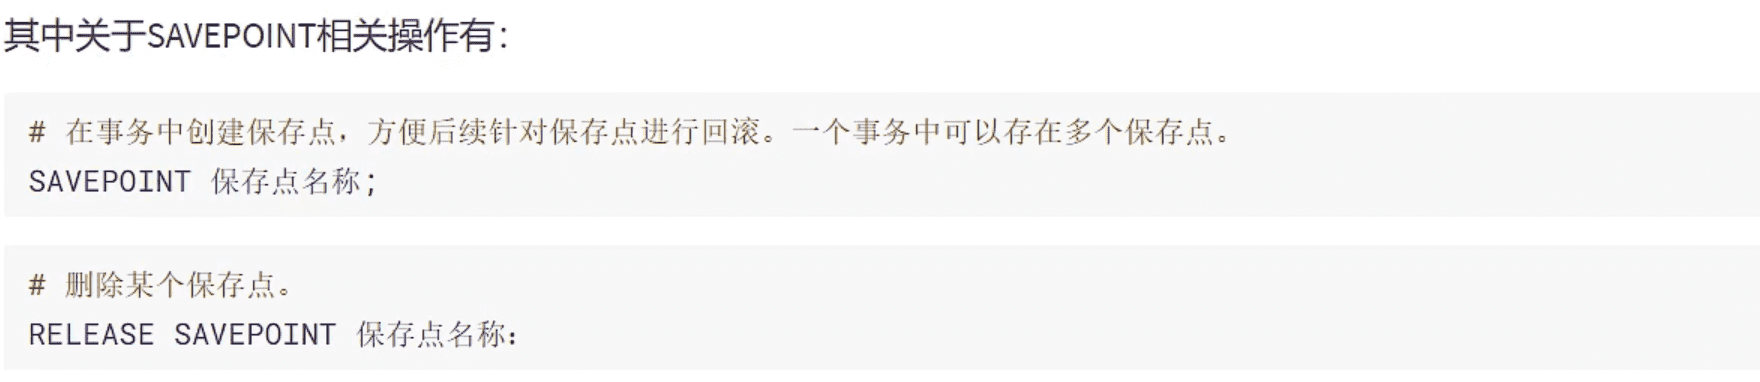 其中关于SAVEPOINT相关操作有：
# 在事务中创建保存点，方便后续针对保存点进行回滚。一个事务中可以存在多个保存点。
SAVEPOINT 保存点名称;
# 删除某个保存点。
RELEASE SAVEPOINT 保存点名称: